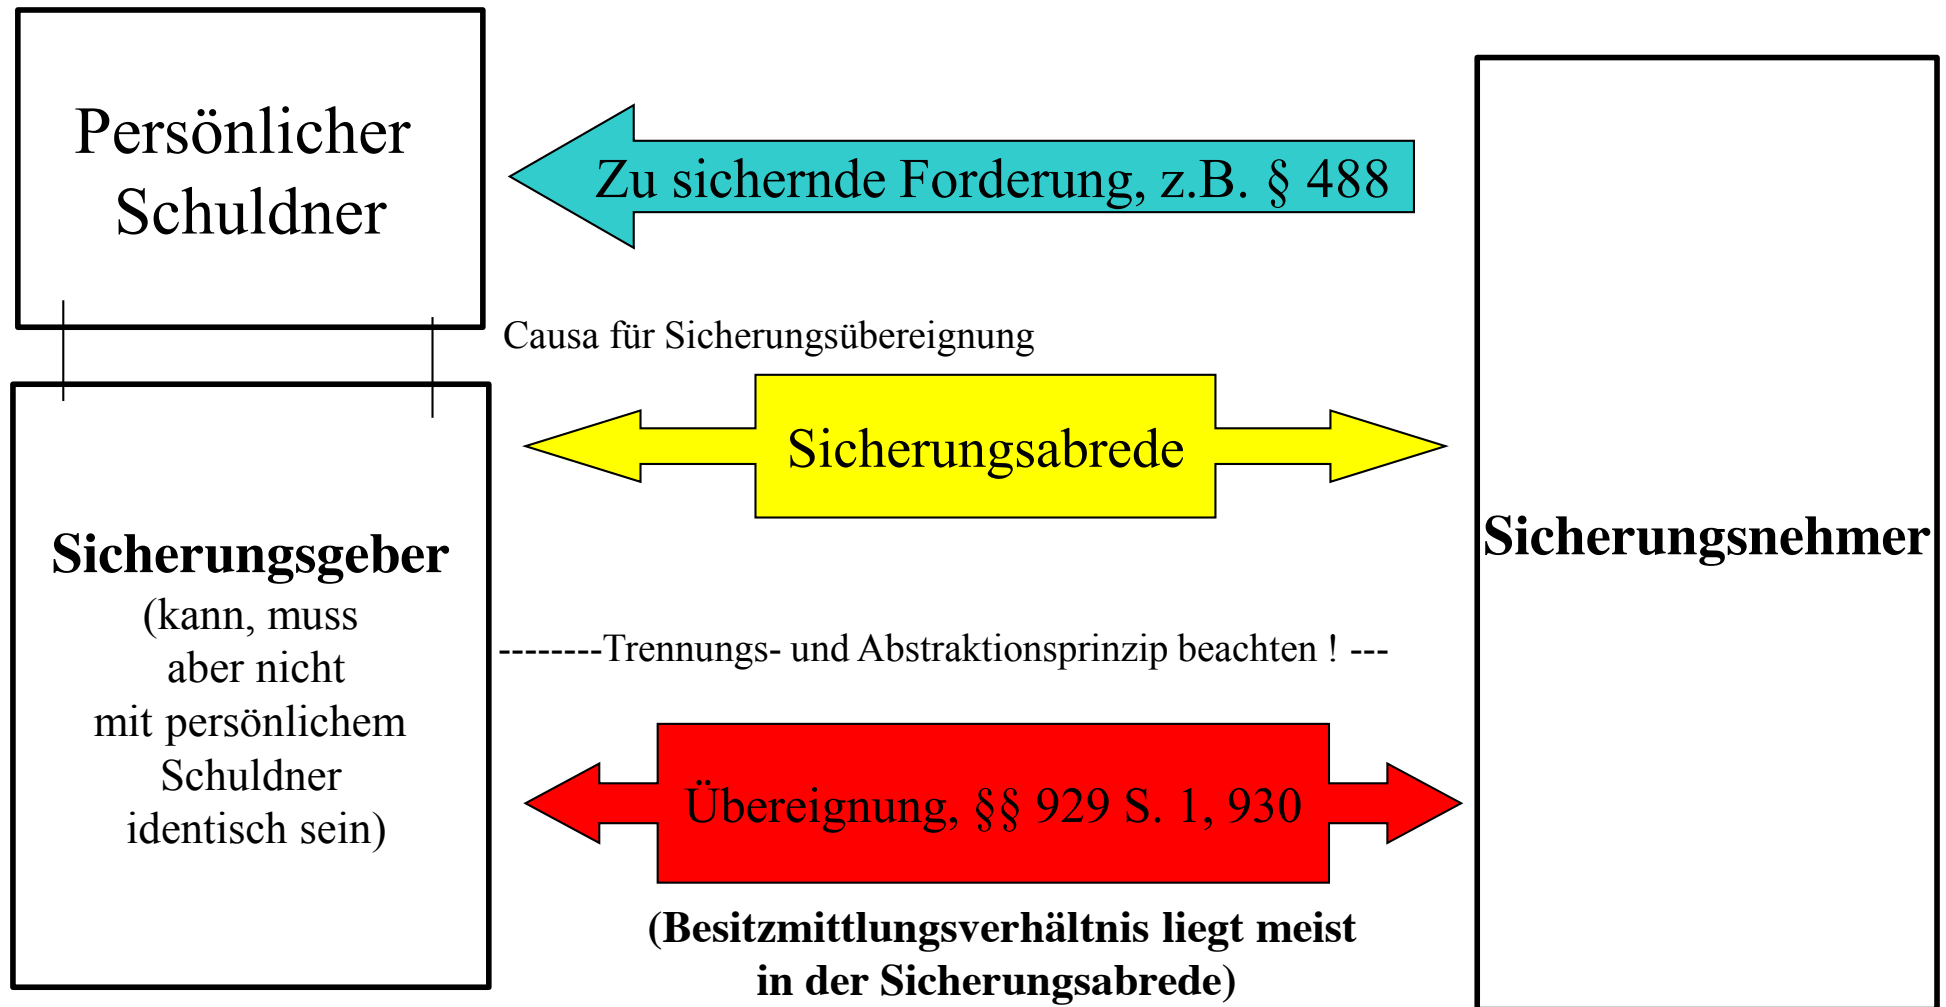 Persönlicher
Schuldner
Zu sichernde Forderung, z.B. § 488
Causa für Sicherungsübereignung
Sicherungsabrede
Sicherungsgeber
(kann, muss
aber nicht
mit persönlichem
Schuldner
identisch sein)
Sicherungsnehmer
--------Trennungs- und Abstraktionsprinzip beachten ! ---
Übereignung, §§ 929 S. 1, 930
(Besitzmittlungsverhältnis liegt meist
in der Sicherungsabrede)